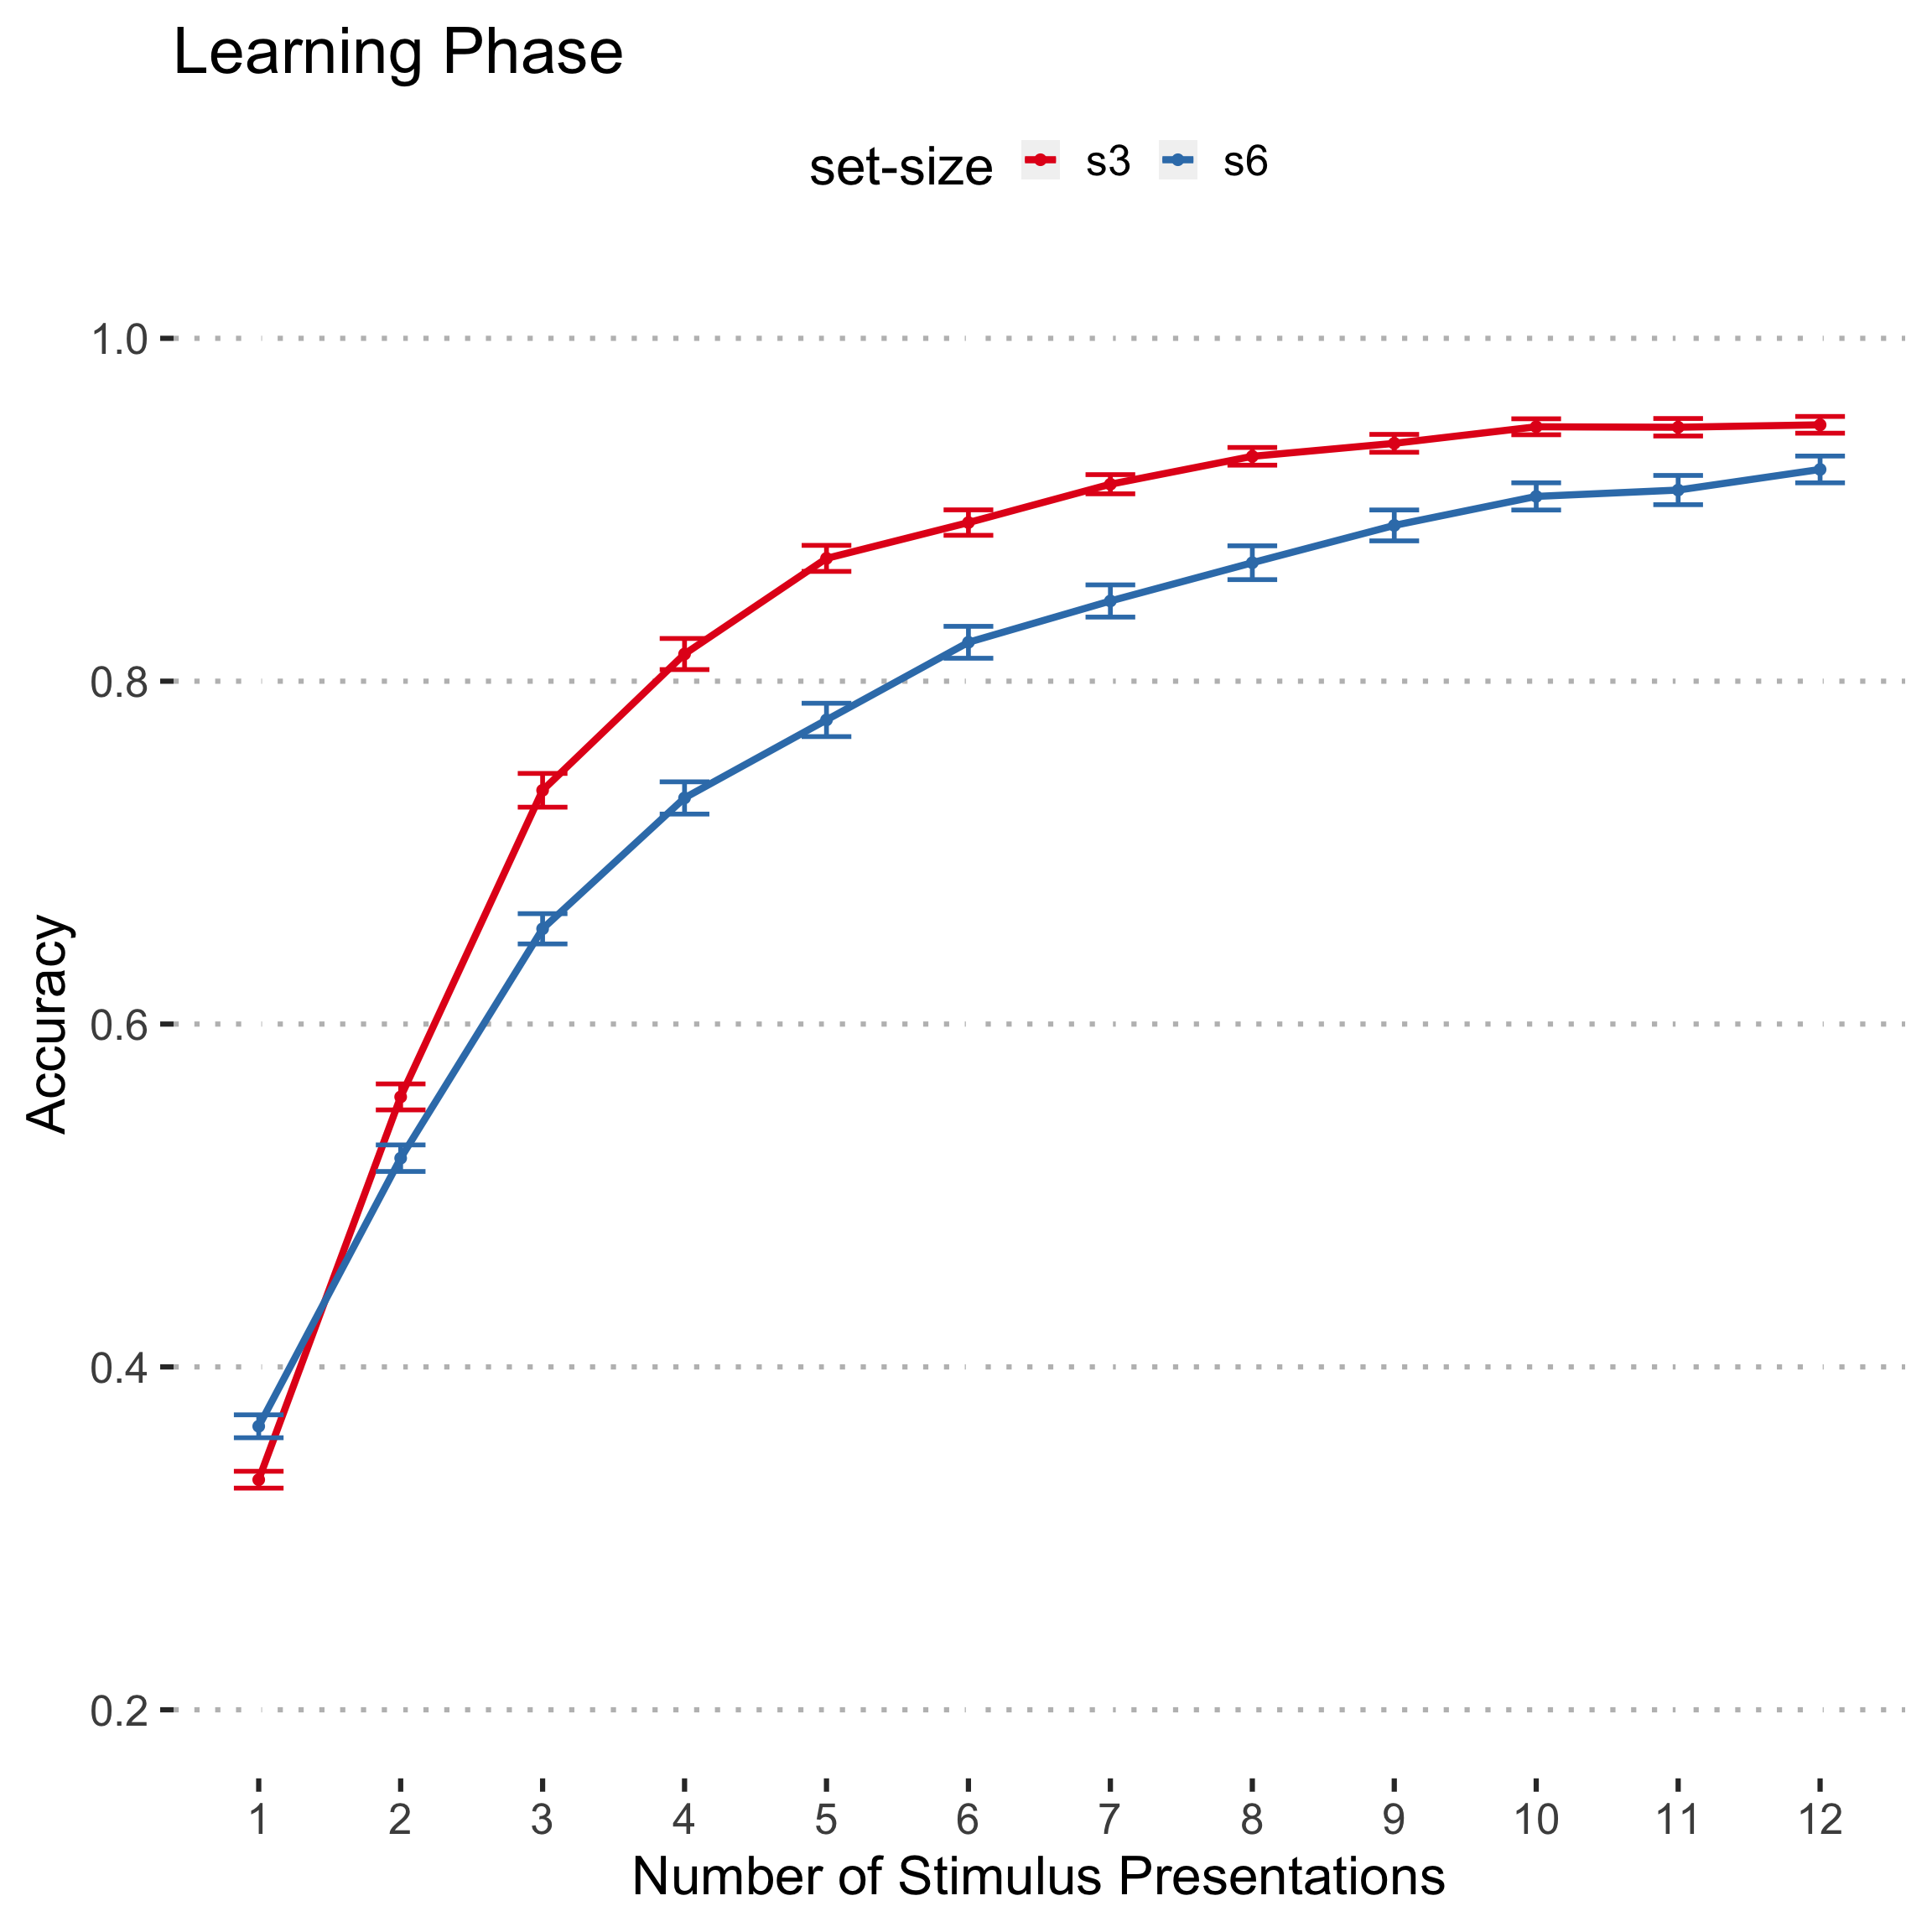 Learning Phase
set-size s3 s6
1.0
0.8
0.6
0.4
0.2
Accuracy
1 2 3 4 5 6 7 8 9 10 11 12
Number of Stimulus Presentations